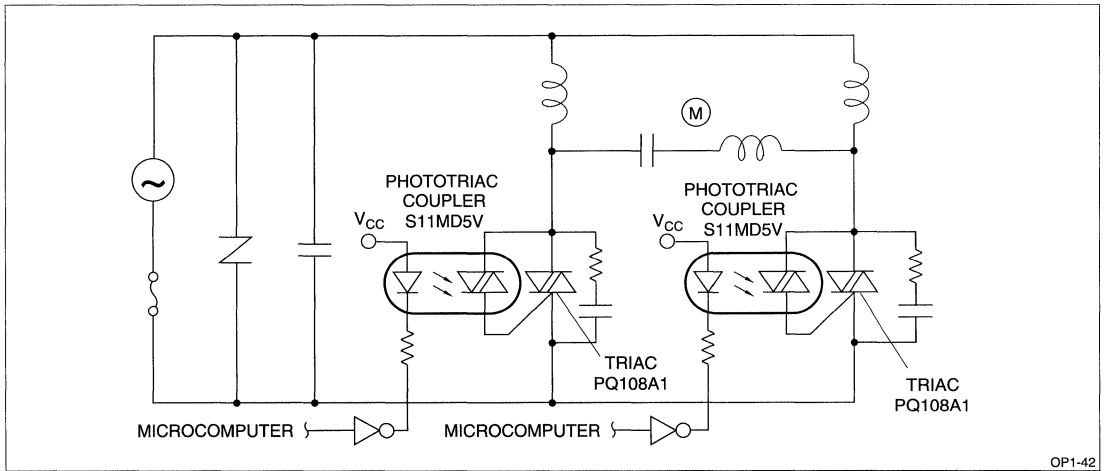 M
PHOTOTRIAC
COUPLER
S11MD5V
VCC
PHOTOTRIAC
COUPLER
S11MD5V
VCC
TRIAC
PQ108A1
TRIAC
PQ108A1
MICROCOMPUTER
MICROCOMPUTER
OP1-42